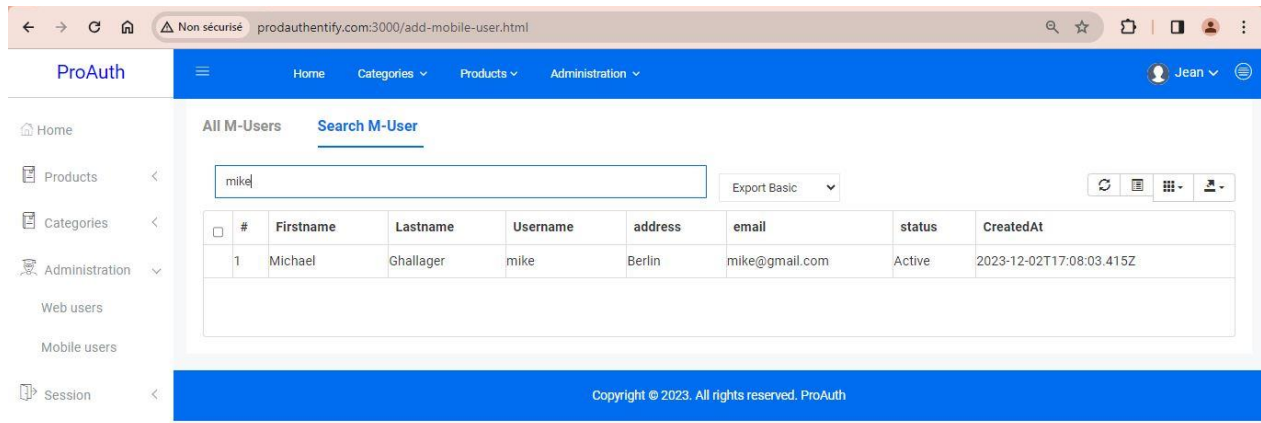 Non sécurisé prodauthentify.com:3000/add-mobile-user.html
ProAuth Home Categories Products Administration Jean
Home
Products
Categories
Administration
Web users
Mobile users
Session
All M-Users Search M-User
mike Export Basic
# Firstname Lastname Username address email status CreatedAt
1 Michael Ghallager mike Berlin mike@gmail.com Active 2023-12-02T17:08:03.415Z
Copyright © 2023. All rights reserved. ProAuth